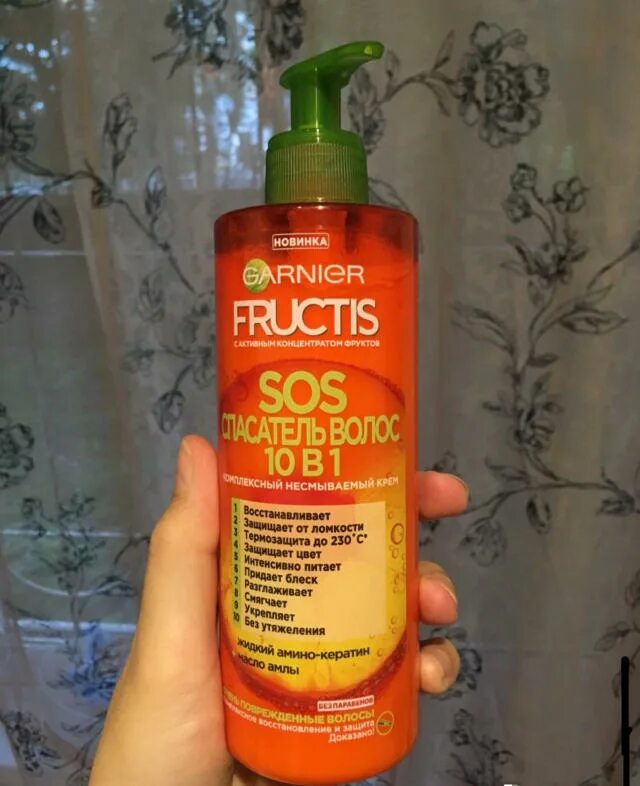 НОВИНКА
GARNIER
FRUCTIS
С АКТИВНЫМ КОНЦЕНТРАТОМ ФРУКТОВ
SOS
СПАСАТЕЛЬ ВОЛОС
10 В 1
КОМПЛЕКСНЫЙ НЕСМЫВАЕМЫЙ КРЕМ
1 Восстанавливает
2 Защищает от ломкости
3 Термозащита до 230°С*
4 Защищает цвет
5 Интенсивно питает
6 Придает блеск
7 Разглаживает
8 Смягчает
9 Укрепляет
10 Без утяжеления
жидкий амино-кератин
масло амлы
БЕЗ ПАРАБЕНОВ
ПОВРЕЖДЕННЫЕ ВОЛОСЫ
восстановление и защита
Доказано!